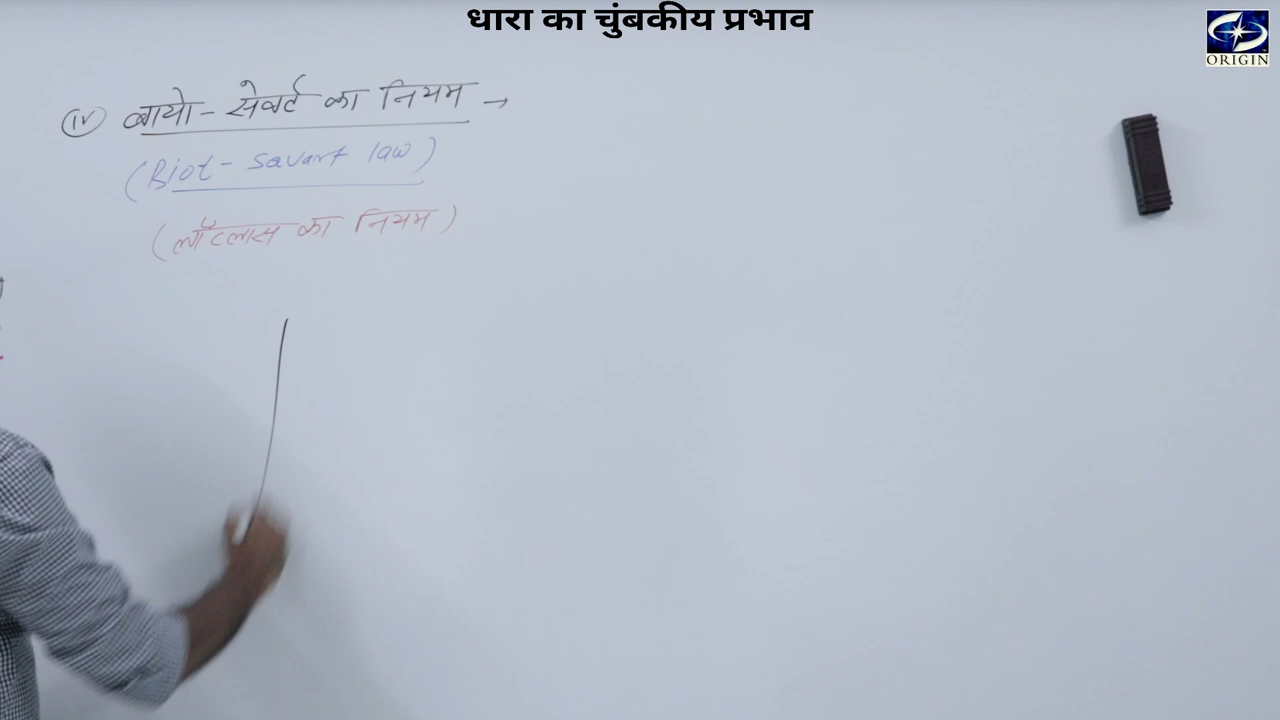 धारा का चुंबकीय प्रभाव
ORIGIN
(iv) बायो - सेवर्ट का नियम →
(Biot - Savart law)
(लॉप्लास का नियम)